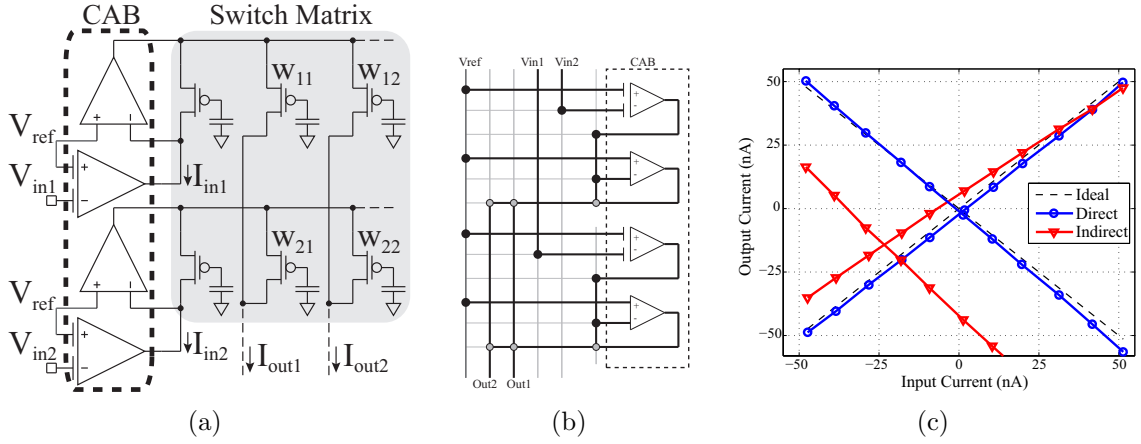 CAB Switch Matrix
W11 W12
Vref
+ -
Vin1
+
-
Iin1
W21 W22
Vref
+ -
Vin2
+
-
Iin2 Iout1 Iout2
(a)
Vref Vin1 Vin2 CAB
+
-
+
-
+
-
+
-
Out2 Out1
(b)
Output Current (nA)
50
25
0
−25
−50
Ideal
Direct
Indirect
−50 −25 0 25 50
Input Current (nA)
(c)